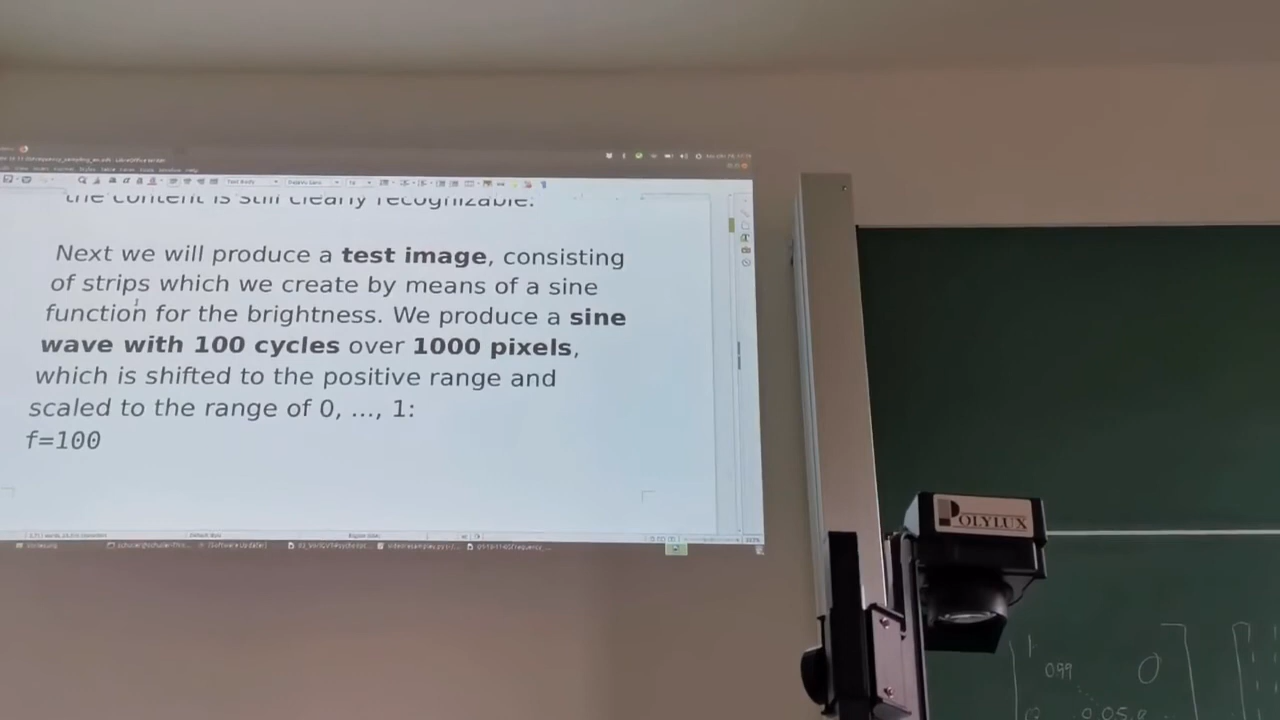 the content is still clearly recognizable.
Next we will produce a test image, consisting
of strips which we create by means of a sine
function for the brightness. We produce a sine
wave with 100 cycles over 1000 pixels,
which is shifted to the positive range and
scaled to the range of 0, ..., 1:
f=100
POLYLUX
1
0.99
0